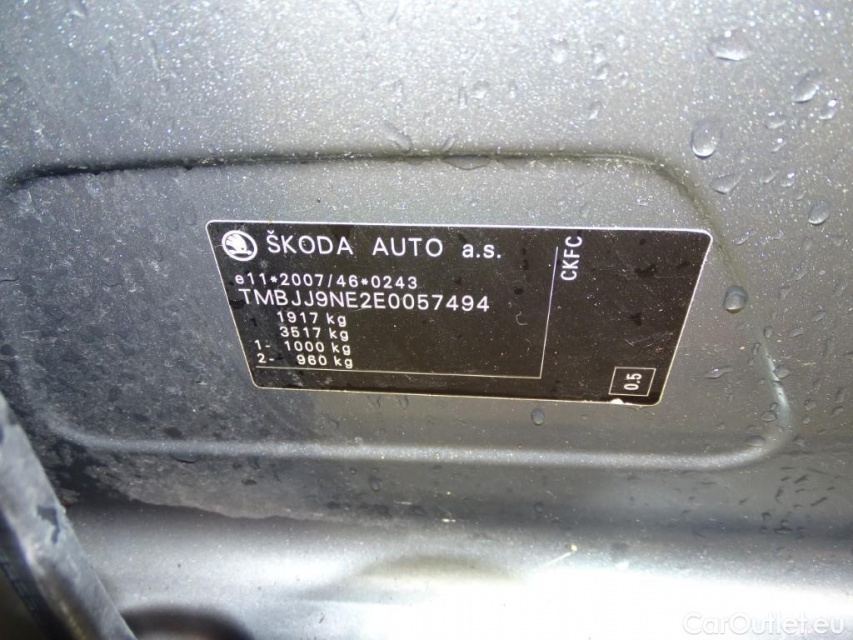 ŠKODA AUTO a.s.
e11*2007/46*0243
TMBJJ9NE2E0057494
1917 kg
3517 kg
1- 1000 kg
2- 960 kg
CKFC
0.5
CarOutlet.eu